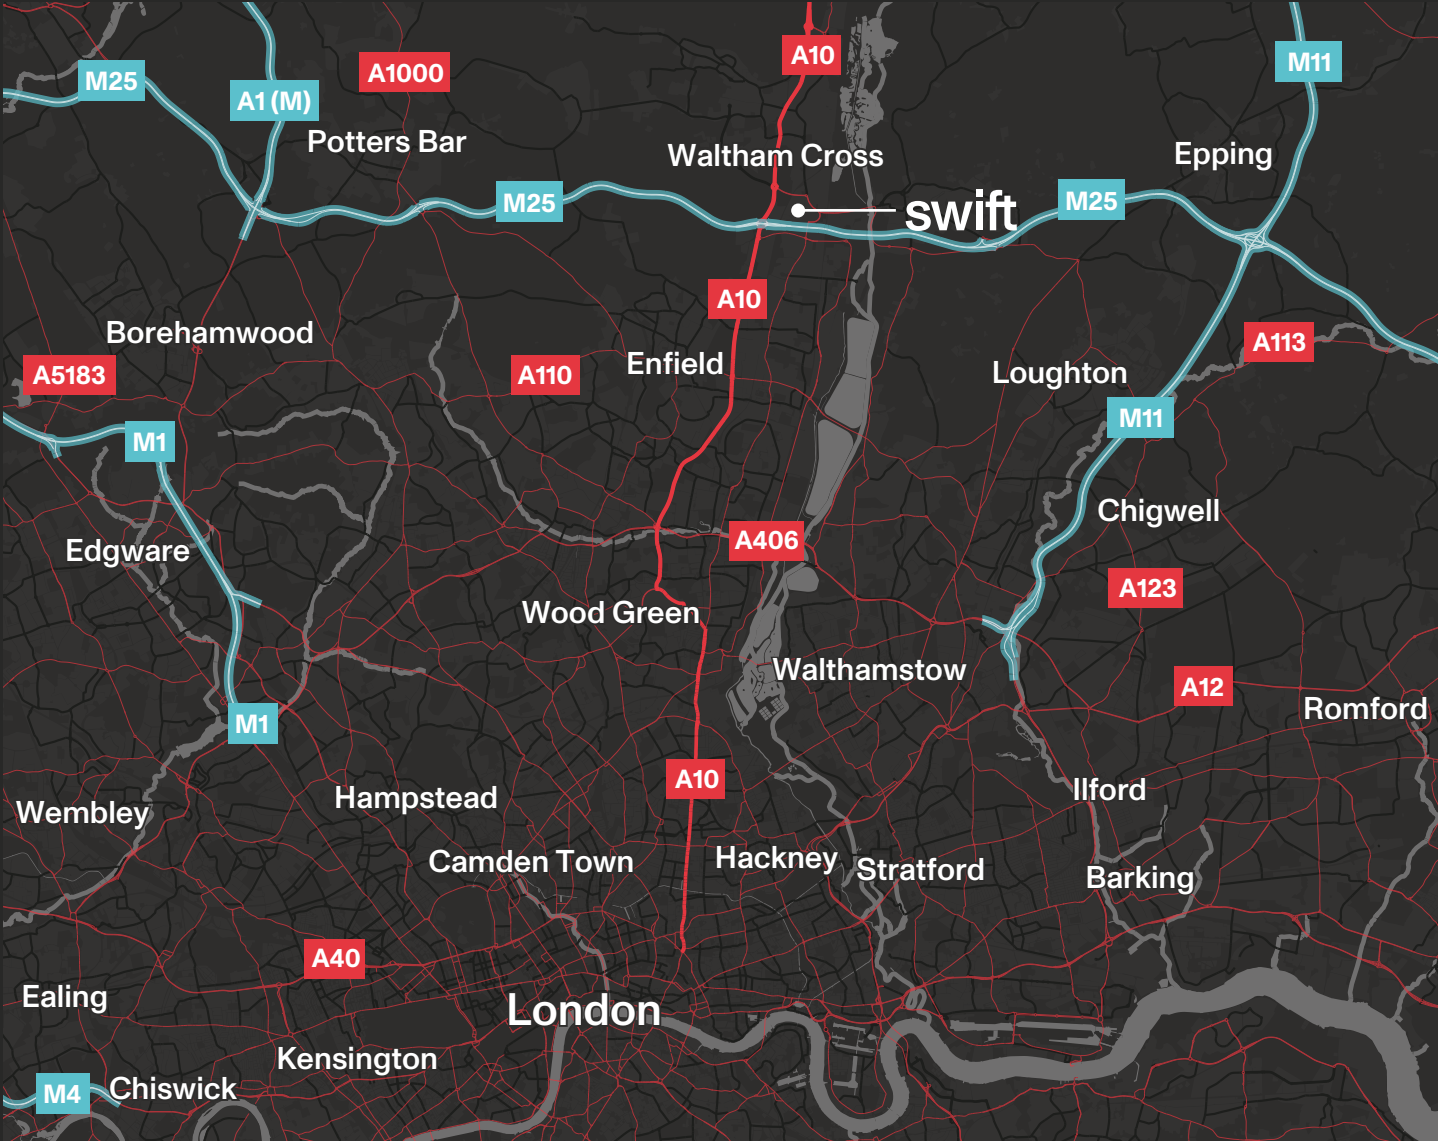 A10
M11
M25
A1000
A1 (M)
Potters Bar
Waltham Cross
Epping
M25
M25
swift
A10
Borehamwood
A113
Enfield
A5183
A110
Loughton
M1
M11
Chigwell
A406
Edgware
A123
Wood Green
Walthamstow
A12
Romford
M1
A10
Hampstead
Ilford
Wembley
Camden Town
Hackney
Stratford
Barking
A40
Ealing
London
Kensington
M4
Chiswick